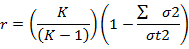 r = (K / (K − 1)) (1 − Σ σ2 / σt2)